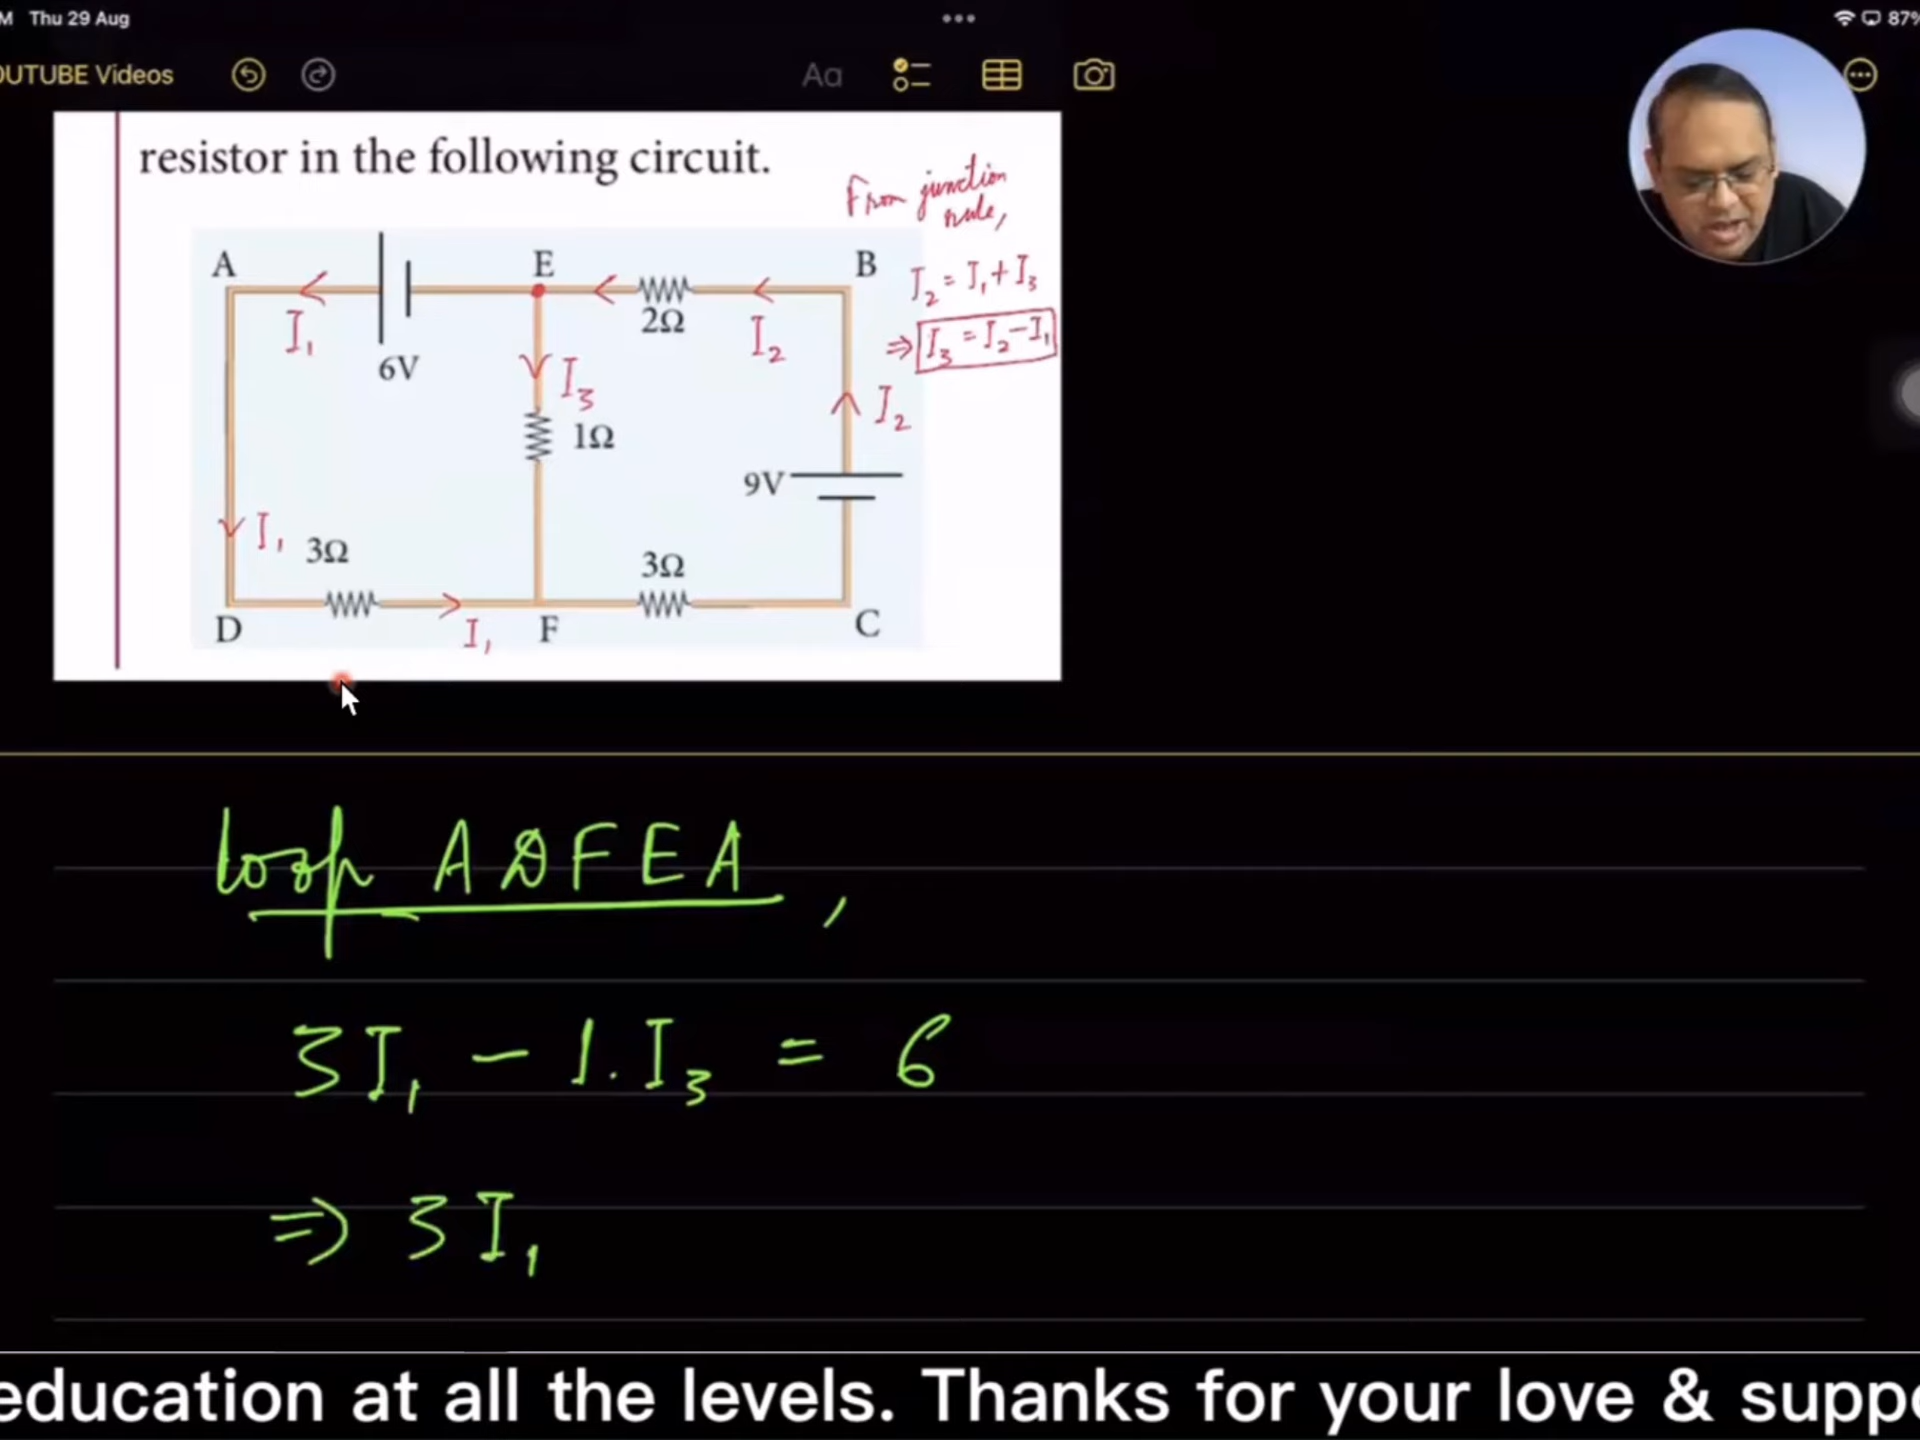 M Thu 29 Aug
87%
OUTUBE Videos
Aa
resistor in the following circuit.
From junction
rule,
A
E
B
I₂ = I₁ + I₃
I₁
6V
2Ω
I₂
⇒ I₃ = I₂ - I₁
I₃
1Ω
I₂
9V
I₁
3Ω
3Ω
D
I₁
F
C
loop ADFEA,
3I₁ - 1.I₃ = 6
⇒ 3I₁
education at all the levels. Thanks for your love & suppo